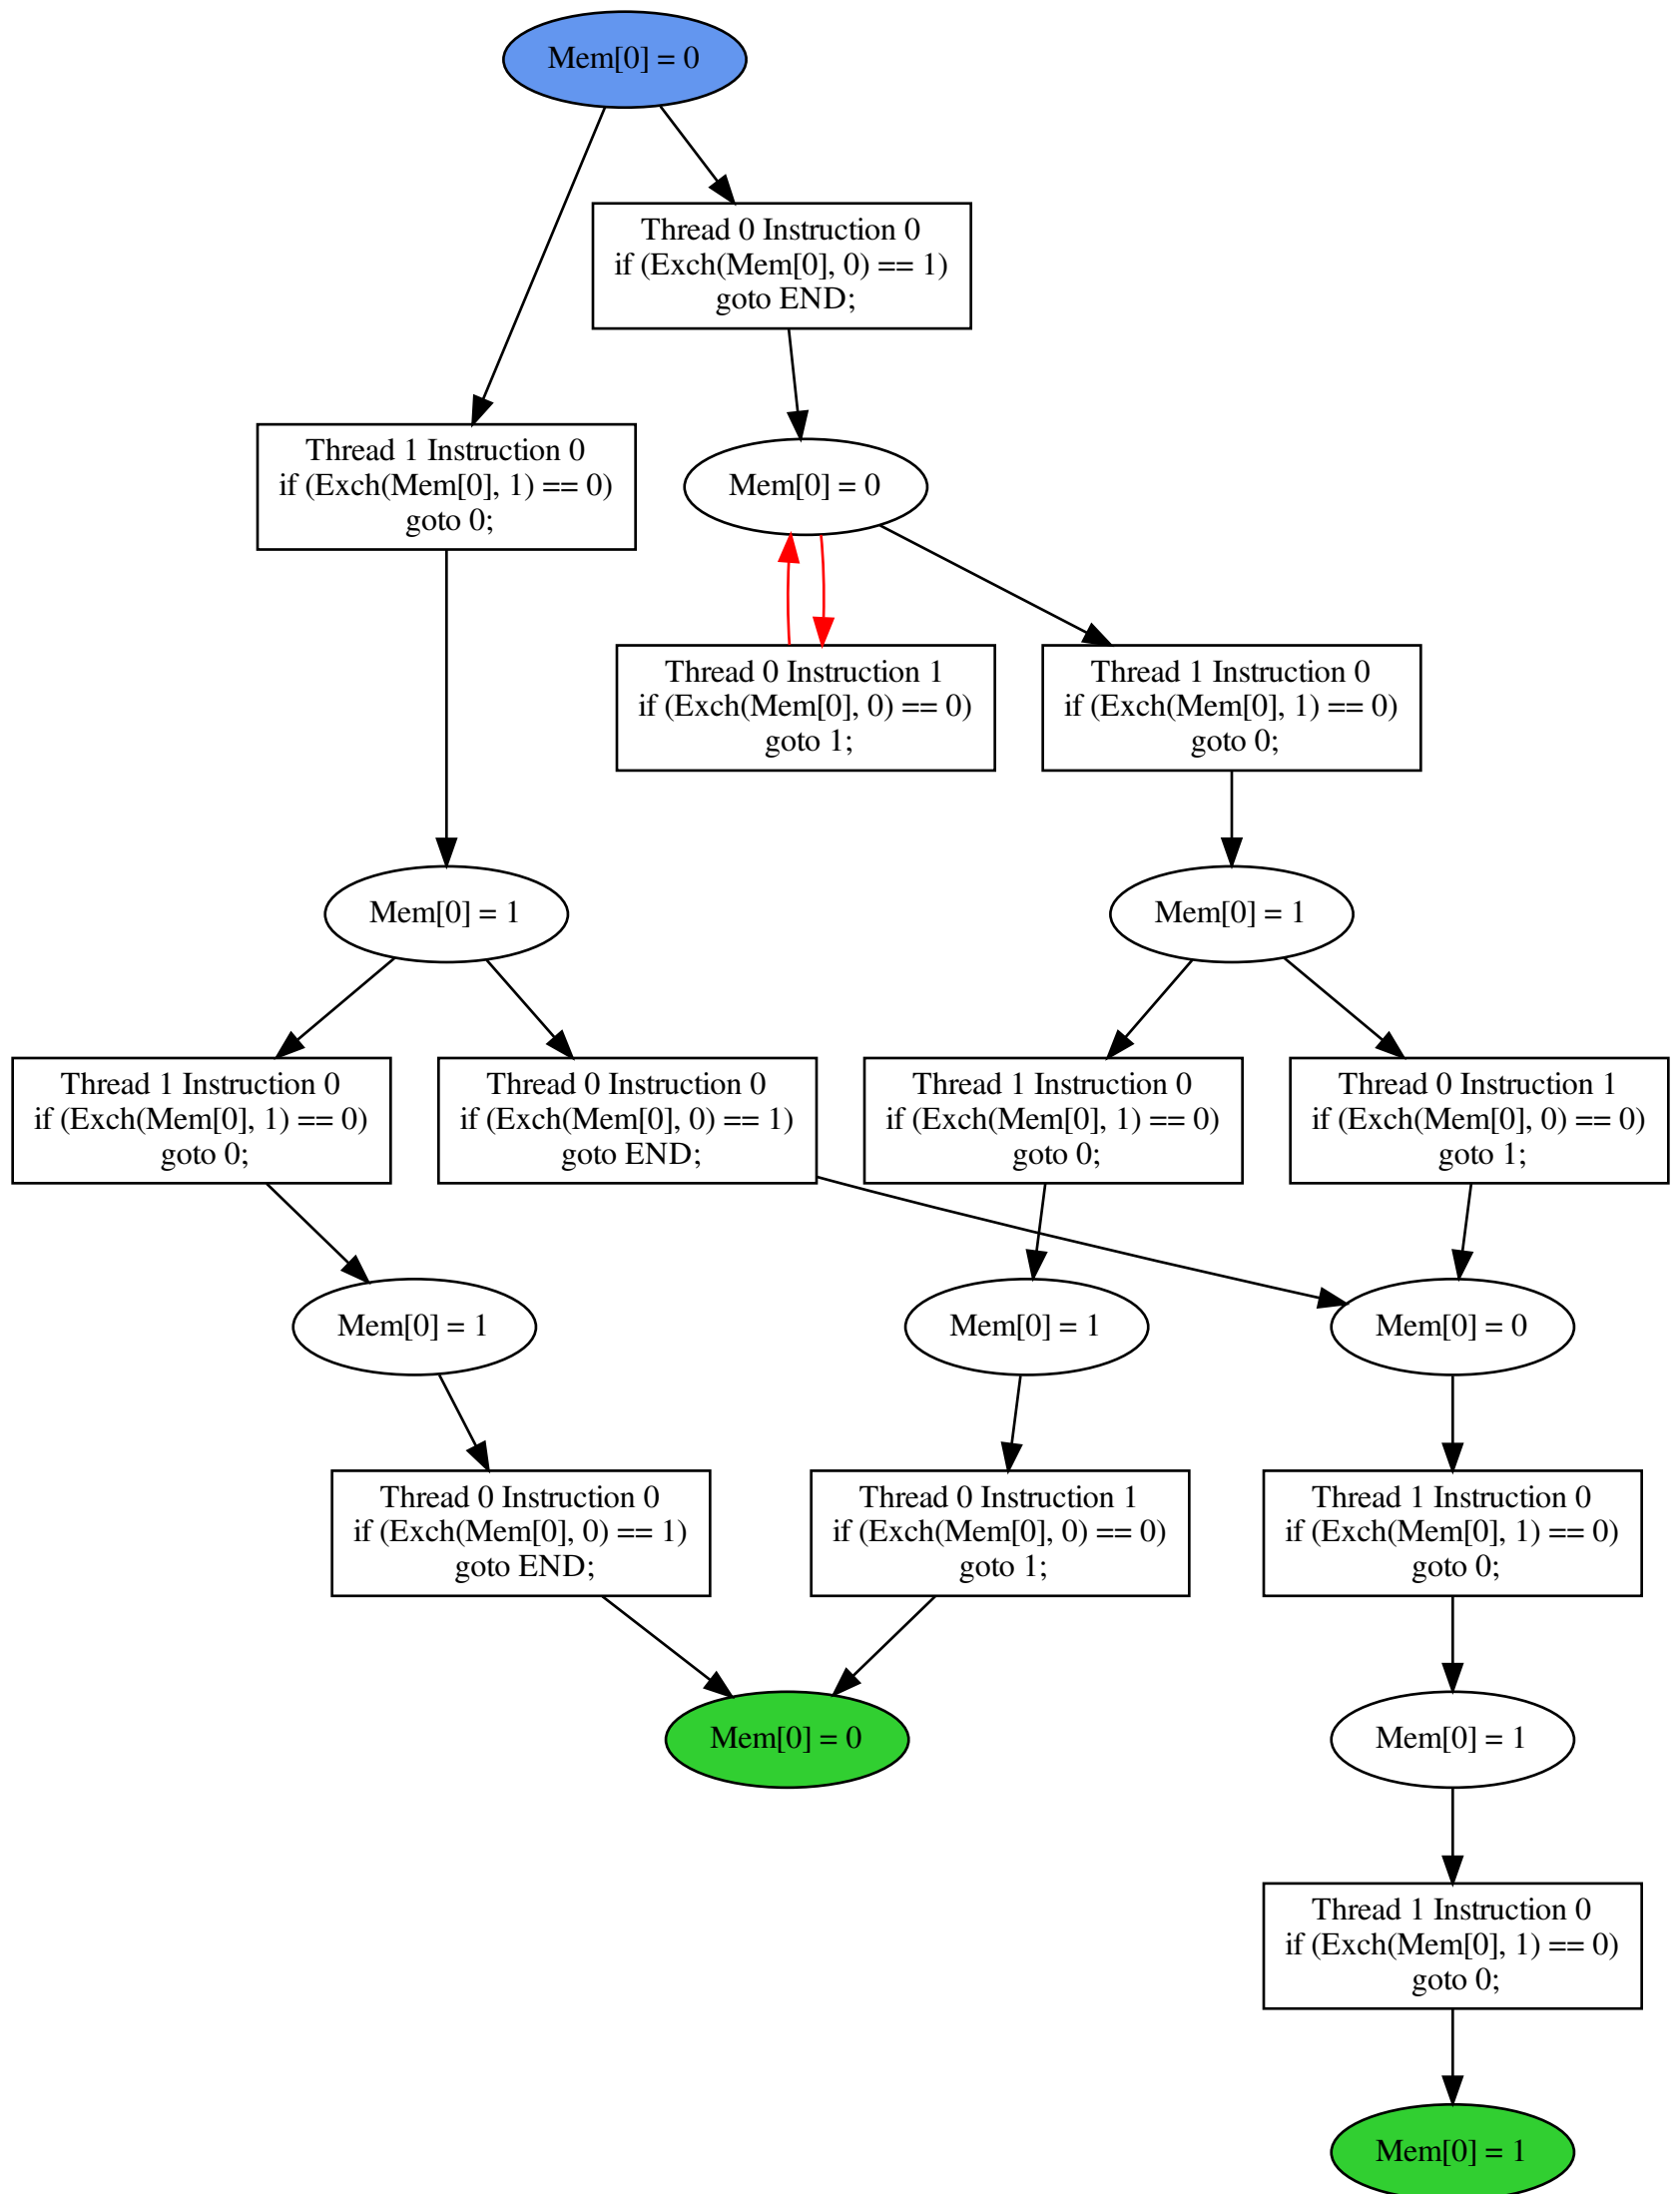 Mem[0] = 0
Thread 0 Instruction 0
if (Exch(Mem[0], 0) == 1)
goto END;
Thread 1 Instruction 0
if (Exch(Mem[0], 1) == 0)
goto 0;
Mem[0] = 0
Thread 0 Instruction 1
if (Exch(Mem[0], 0) == 0)
goto 1;
Thread 1 Instruction 0
if (Exch(Mem[0], 1) == 0)
goto 0;
Mem[0] = 1
Mem[0] = 1
Thread 1 Instruction 0
if (Exch(Mem[0], 1) == 0)
goto 0;
Thread 0 Instruction 0
if (Exch(Mem[0], 0) == 1)
goto END;
Thread 1 Instruction 0
if (Exch(Mem[0], 1) == 0)
goto 0;
Thread 0 Instruction 1
if (Exch(Mem[0], 0) == 0)
goto 1;
Mem[0] = 1
Mem[0] = 1
Mem[0] = 0
Thread 0 Instruction 0
if (Exch(Mem[0], 0) == 1)
goto END;
Thread 0 Instruction 1
if (Exch(Mem[0], 0) == 0)
goto 1;
Thread 1 Instruction 0
if (Exch(Mem[0], 1) == 0)
goto 0;
Mem[0] = 0
Mem[0] = 1
Thread 1 Instruction 0
if (Exch(Mem[0], 1) == 0)
goto 0;
Mem[0] = 1